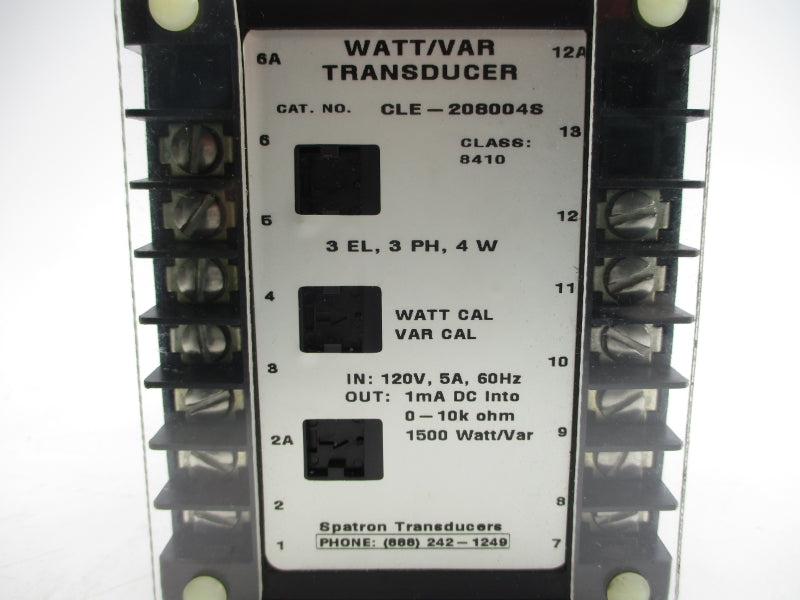 WATT/VAR
TRANSDUCER
6A
12A
CAT. NO. CLE-208004S
6
13
CLASS:
8410
5
12
3 EL, 3 PH, 4 W
4
11
WATT CAL
VAR CAL
3
10
IN: 120V, 5A, 60Hz
OUT: 1mA DC Into
0-10k ohm
2A
1500 Watt/Var
9
2
8
Spatron Transducers
1
PHONE: (888) 242-1249
7